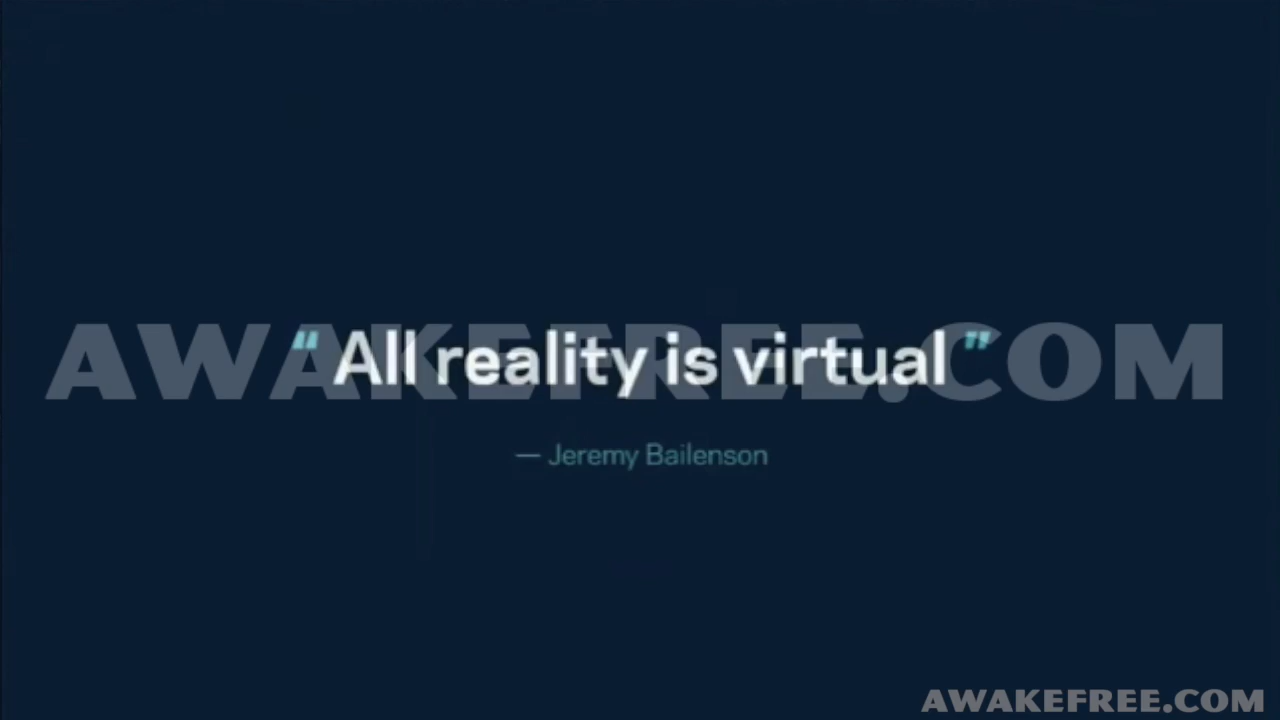 AWAKEFREE.COM
“ All reality is virtual ”
— Jeremy Bailenson
AWAKEFREE.COM